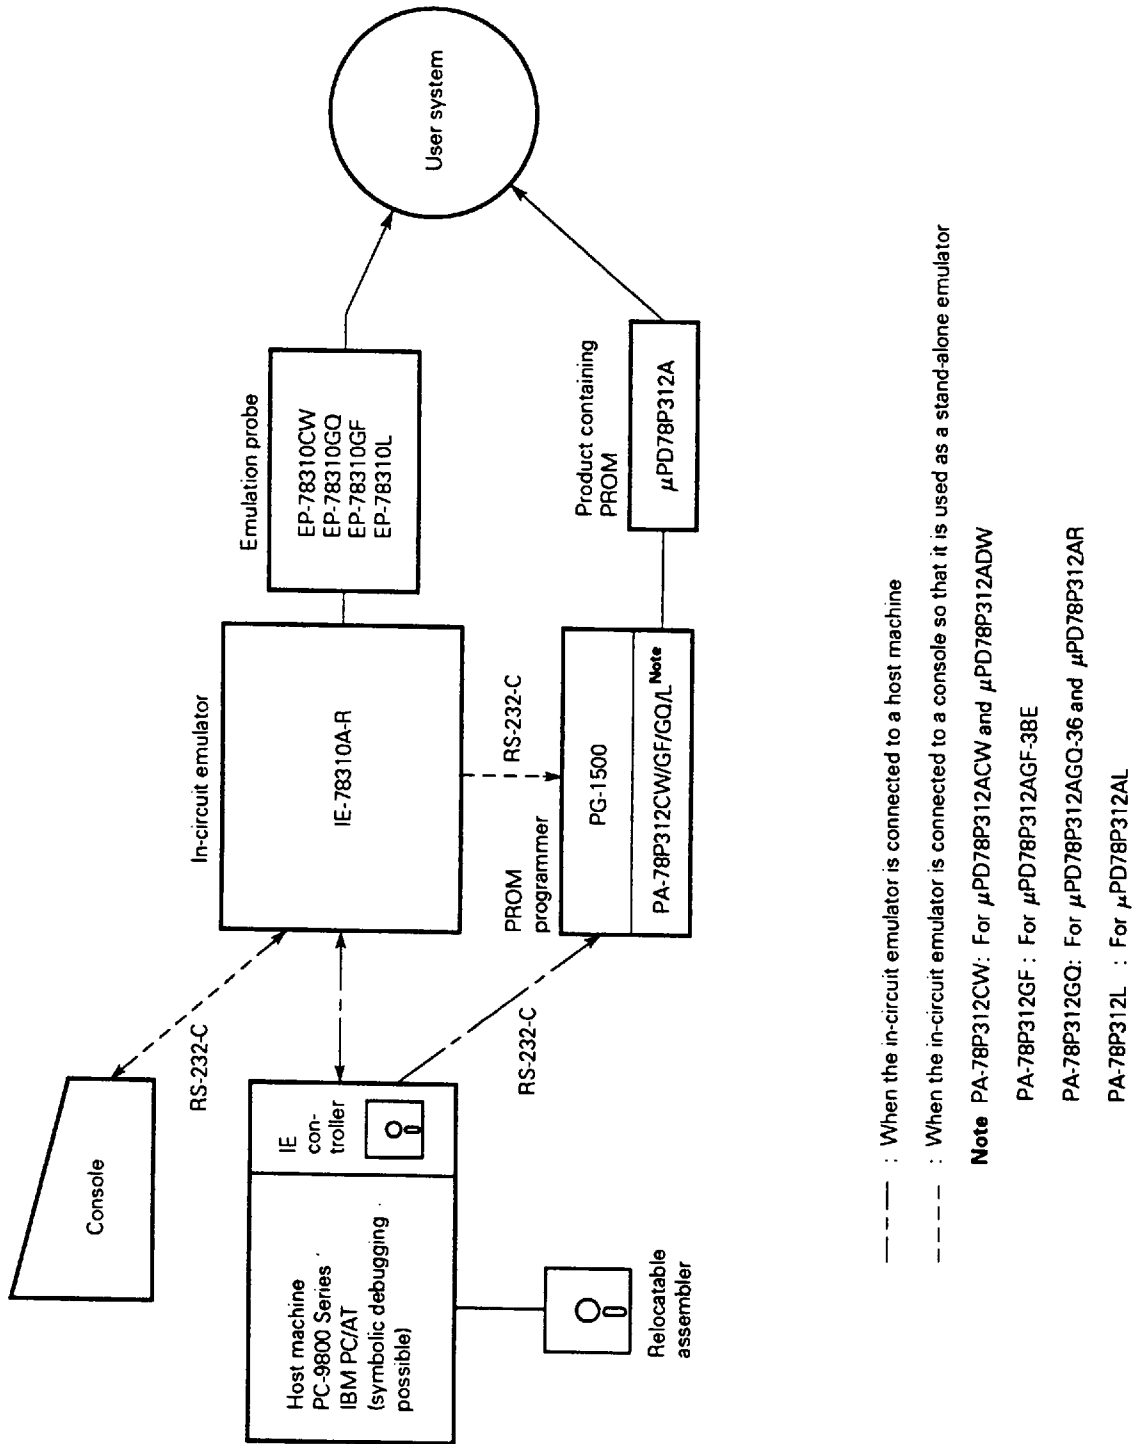 Console
RS-232-C
Host machine
PC-9800 Series
IBM PC/AT
(symbolic debugging
possible)
IE
con-
troller
Relocatable
assembler
In-circuit emulator
IE-78310A-R
RS-232-C
RS-232-C
PROM
programmer
PG-1500
PA-78P312CW/GF/GQ/L Note
Emulation probe
EP-78310CW
EP-78310GQ
EP-78310GF
EP-78310L
Product containing
PROM
μPD78P312A
User system
— - — : When the in-circuit emulator is connected to a host machine
- - - - : When the in-circuit emulator is connected to a console so that it is used as a stand-alone emulator
Note PA-78P312CW: For μPD78P312ACW and μPD78P312ADW
PA-78P312GF : For μPD78P312AGF-3BE
PA-78P312GQ: For μPD78P312AGQ-36 and μPD78P312AR
PA-78P312L : For μPD78P312AL